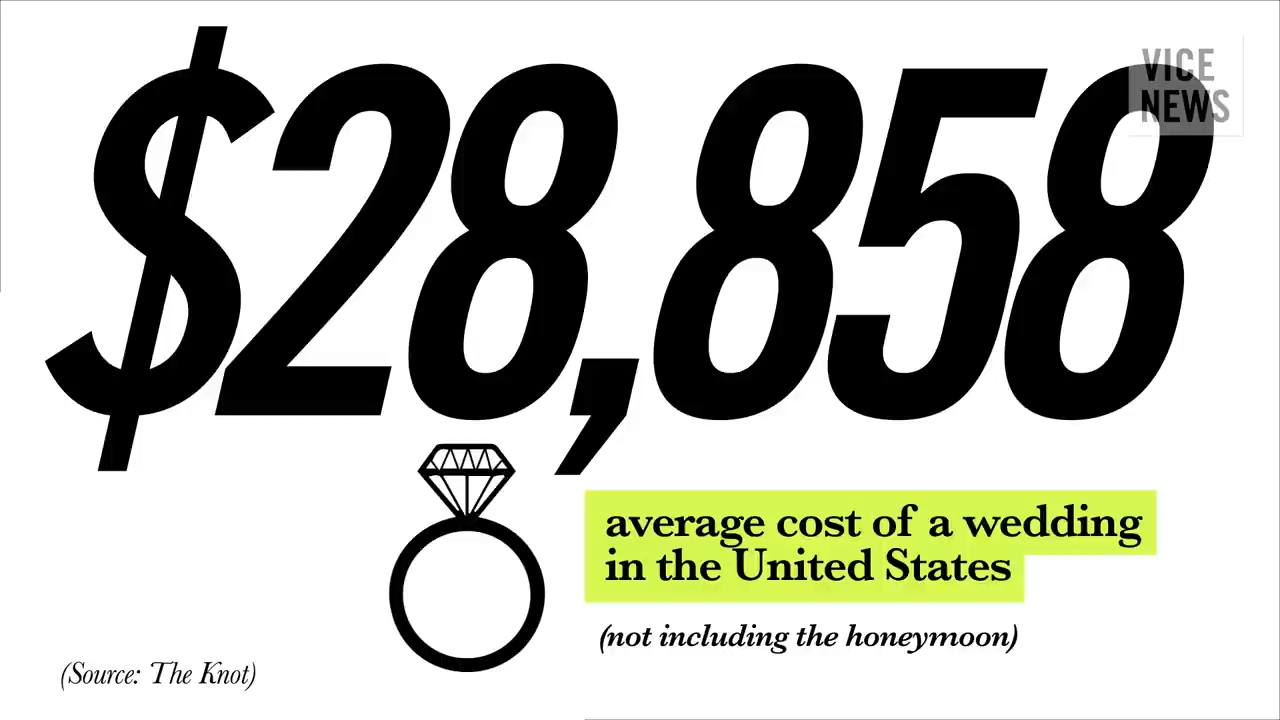 VICE
NEWS
$28,858
average cost of a wedding
in the United States
(not including the honeymoon)
(Source: The Knot)